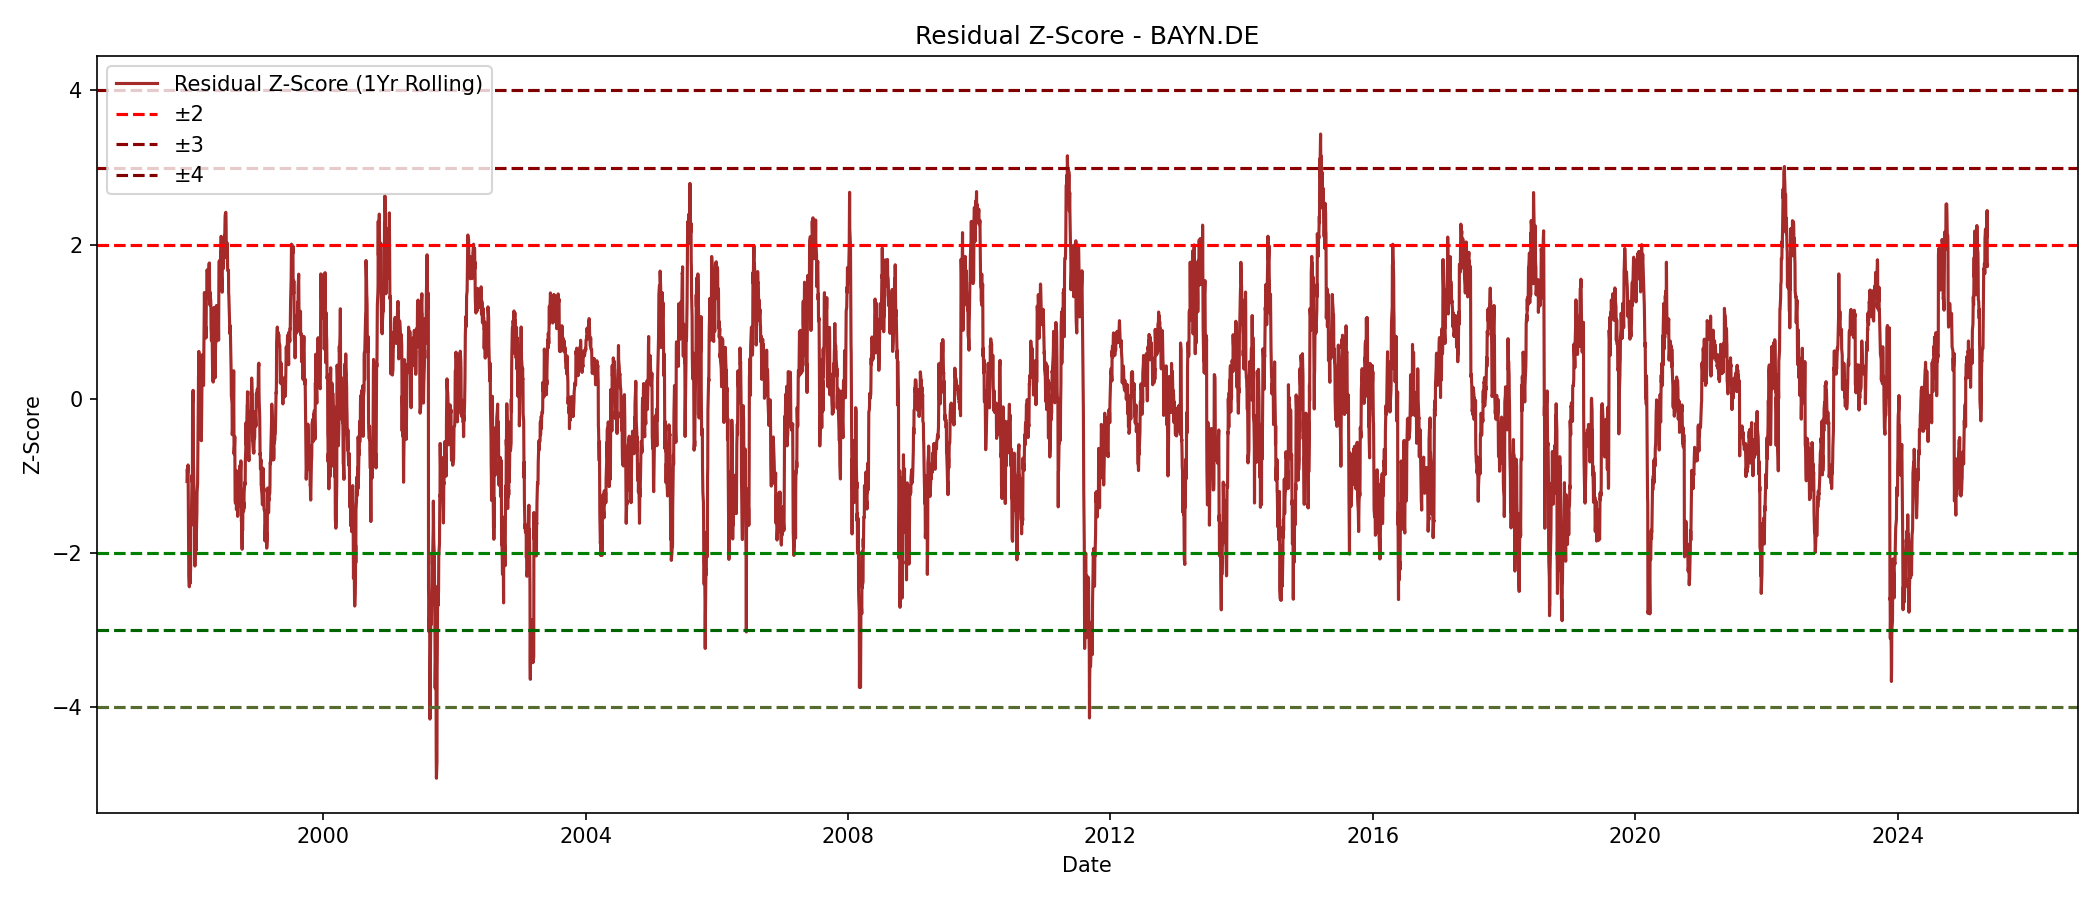 Residual Z-Score - BAYN.DE
Residual Z-Score (1Yr Rolling)
±2
±3
±4
4
2
0
−2
−4
Z-Score
2000 2004 2008 2012 2016 2020 2024
Date